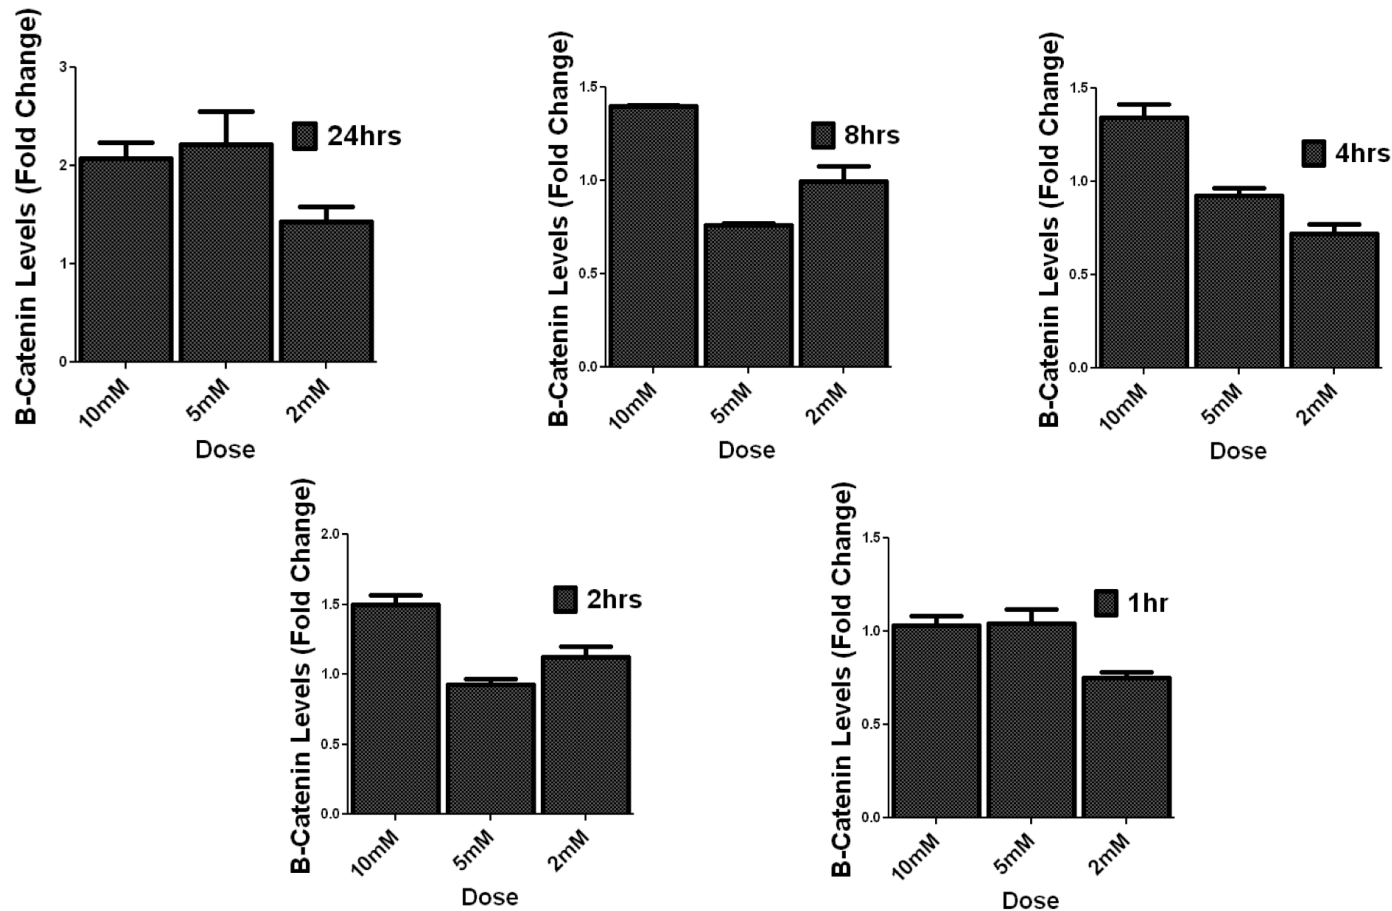 B-Catenin Levels (Fold Change)
3
2
1
0
24hrs
10mM
5mM
2mM
Dose
B-Catenin Levels (Fold Change)
1.5
1.0
0.5
0.0
8hrs
10mM
5mM
2mM
Dose
B-Catenin Levels (Fold Change)
1.5
1.0
0.5
0.0
4hrs
10mM
5mM
2mM
Dose
B-Catenin Levels (Fold Change)
2.0
1.5
1.0
0.5
0.0
2hrs
10mM
5mM
2mM
Dose
B-Catenin Levels (Fold Change)
1.5
1.0
0.5
0.0
1hr
10mM
5mM
2mM
Dose